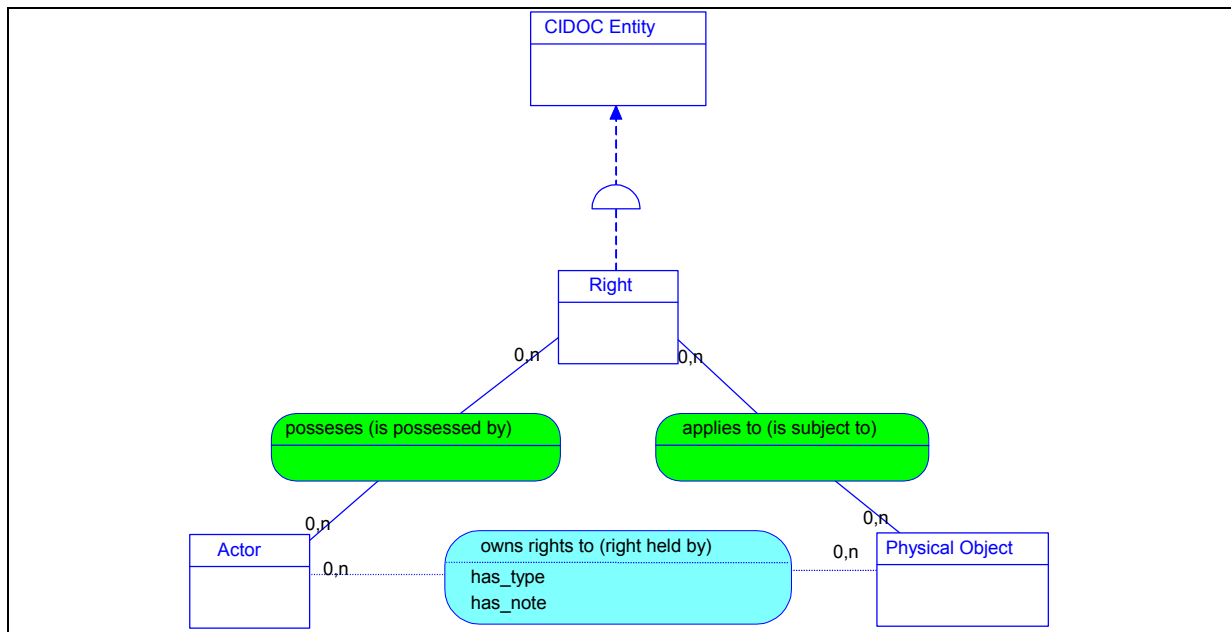 CIDOC Entity
Right
0,n
0,n
posseses (is possessed by)
applies to (is subject to)
0,n
0,n
Actor
owns rights to (right held by)
Physical Object
0,n
0,n
has_type
has_note